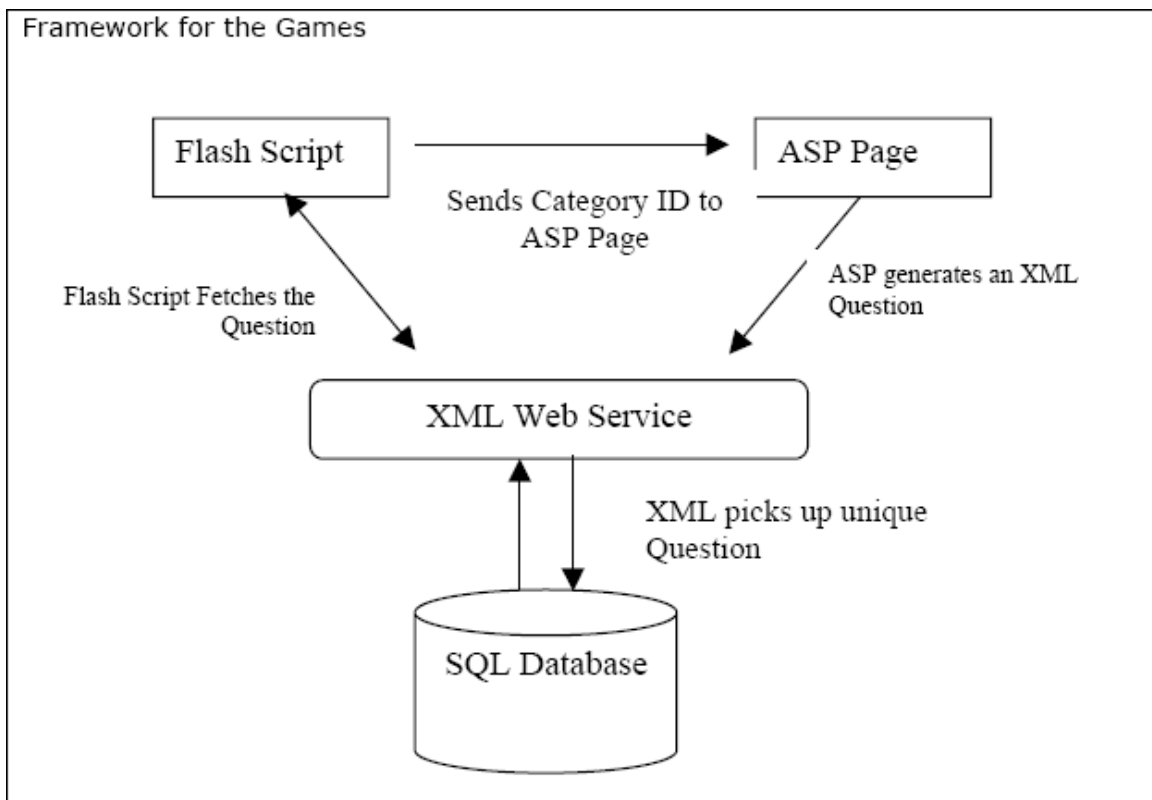 Framework for the Games
Flash Script
ASP Page
Sends Category ID to
ASP Page
Flash Script Fetches the
Question
ASP generates an XML
Question
XML Web Service
XML picks up unique
Question
SQL Database